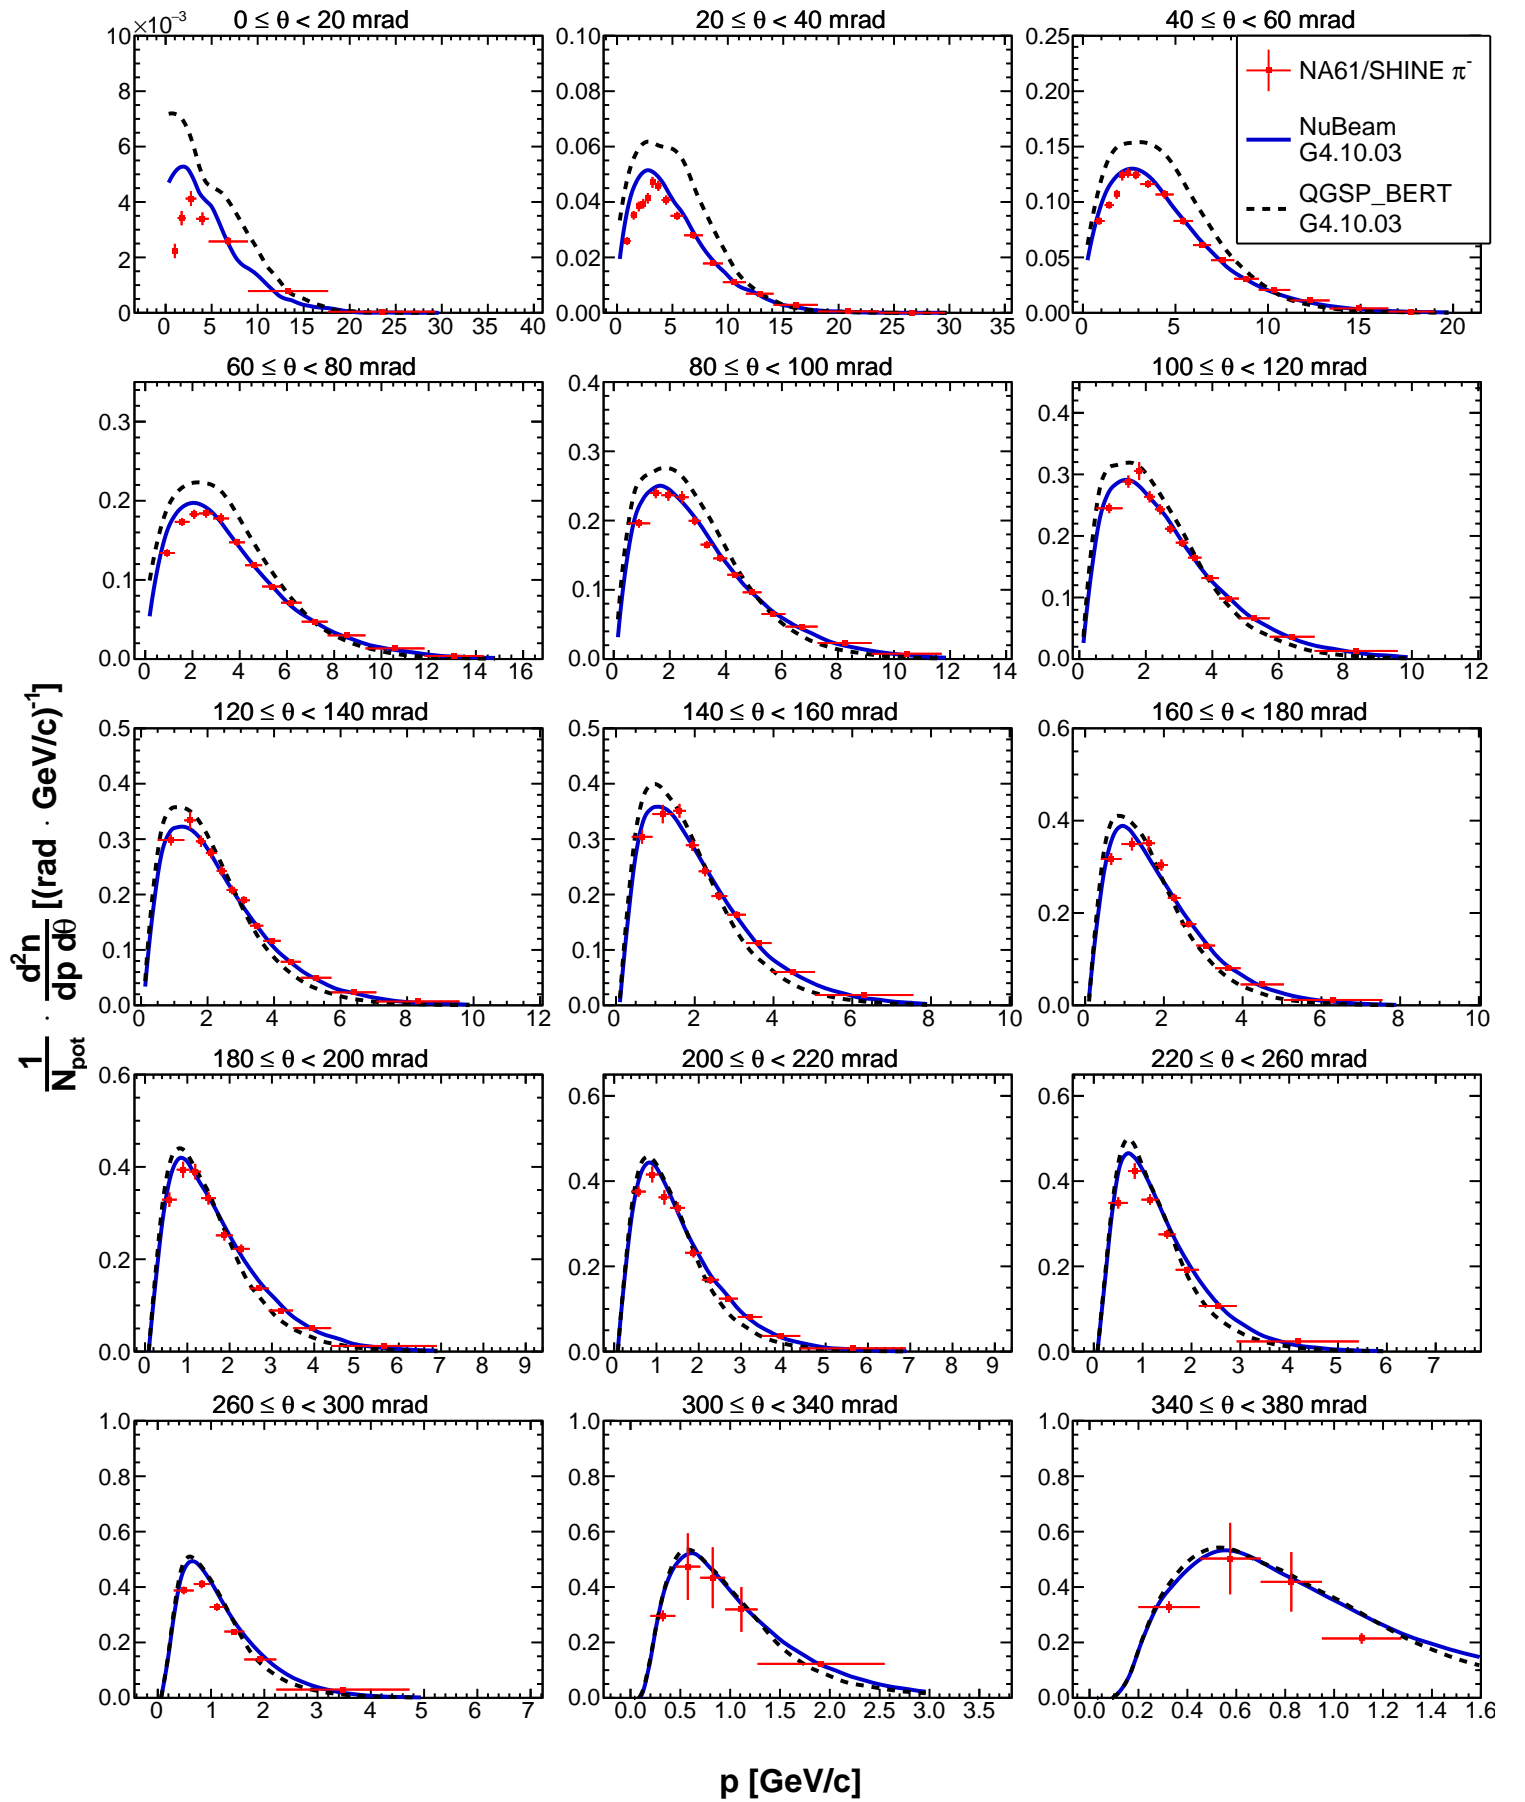 0 ≤ θ < 20 mrad
20 ≤ θ < 40 mrad
40 ≤ θ < 60 mrad
10 ×10⁻³
8
6
4
2
0
0 5 10 15 20 25 30 35 40
0.10
0.08
0.06
0.04
0.02
0.00
0 5 10 15 20 25 30 35
0.25
0.20
0.15
0.10
0.05
0.00
0 5 10 15 20
NA61/SHINE π⁻
NuBeam
G4.10.03
QGSP_BERT
G4.10.03
60 ≤ θ < 80 mrad
80 ≤ θ < 100 mrad
100 ≤ θ < 120 mrad
0.3
0.2
0.1
0.0
0 2 4 6 8 10 12 14 16
0.4
0.3
0.2
0.1
0.0
0 2 4 6 8 10 12 14
0.4
0.3
0.2
0.1
0.0
0 2 4 6 8 10 12
120 ≤ θ < 140 mrad
140 ≤ θ < 160 mrad
160 ≤ θ < 180 mrad
0.5
0.4
0.3
0.2
0.1
0.0
0 2 4 6 8 10 12
0.5
0.4
0.3
0.2
0.1
0.0
0 2 4 6 8 10
0.6
0.4
0.2
0.0
0 2 4 6 8 10
180 ≤ θ < 200 mrad
200 ≤ θ < 220 mrad
220 ≤ θ < 260 mrad
0.6
0.4
0.2
0.0
0 1 2 3 4 5 6 7 8 9
0.6
0.4
0.2
0.0
0 1 2 3 4 5 6 7 8 9
0.6
0.4
0.2
0.0
0 1 2 3 4 5 6 7
260 ≤ θ < 300 mrad
300 ≤ θ < 340 mrad
340 ≤ θ < 380 mrad
1.0
0.8
0.6
0.4
0.2
0.0
0 1 2 3 4 5 6 7
1.0
0.8
0.6
0.4
0.2
0.0
0.0 0.5 1.0 1.5 2.0 2.5 3.0 3.5
1.0
0.8
0.6
0.4
0.2
0.0
0.0 0.2 0.4 0.6 0.8 1.0 1.2 1.4 1.6
1/N_pot · d²n/dp dθ [(rad · GeV/c)⁻¹]
p [GeV/c]